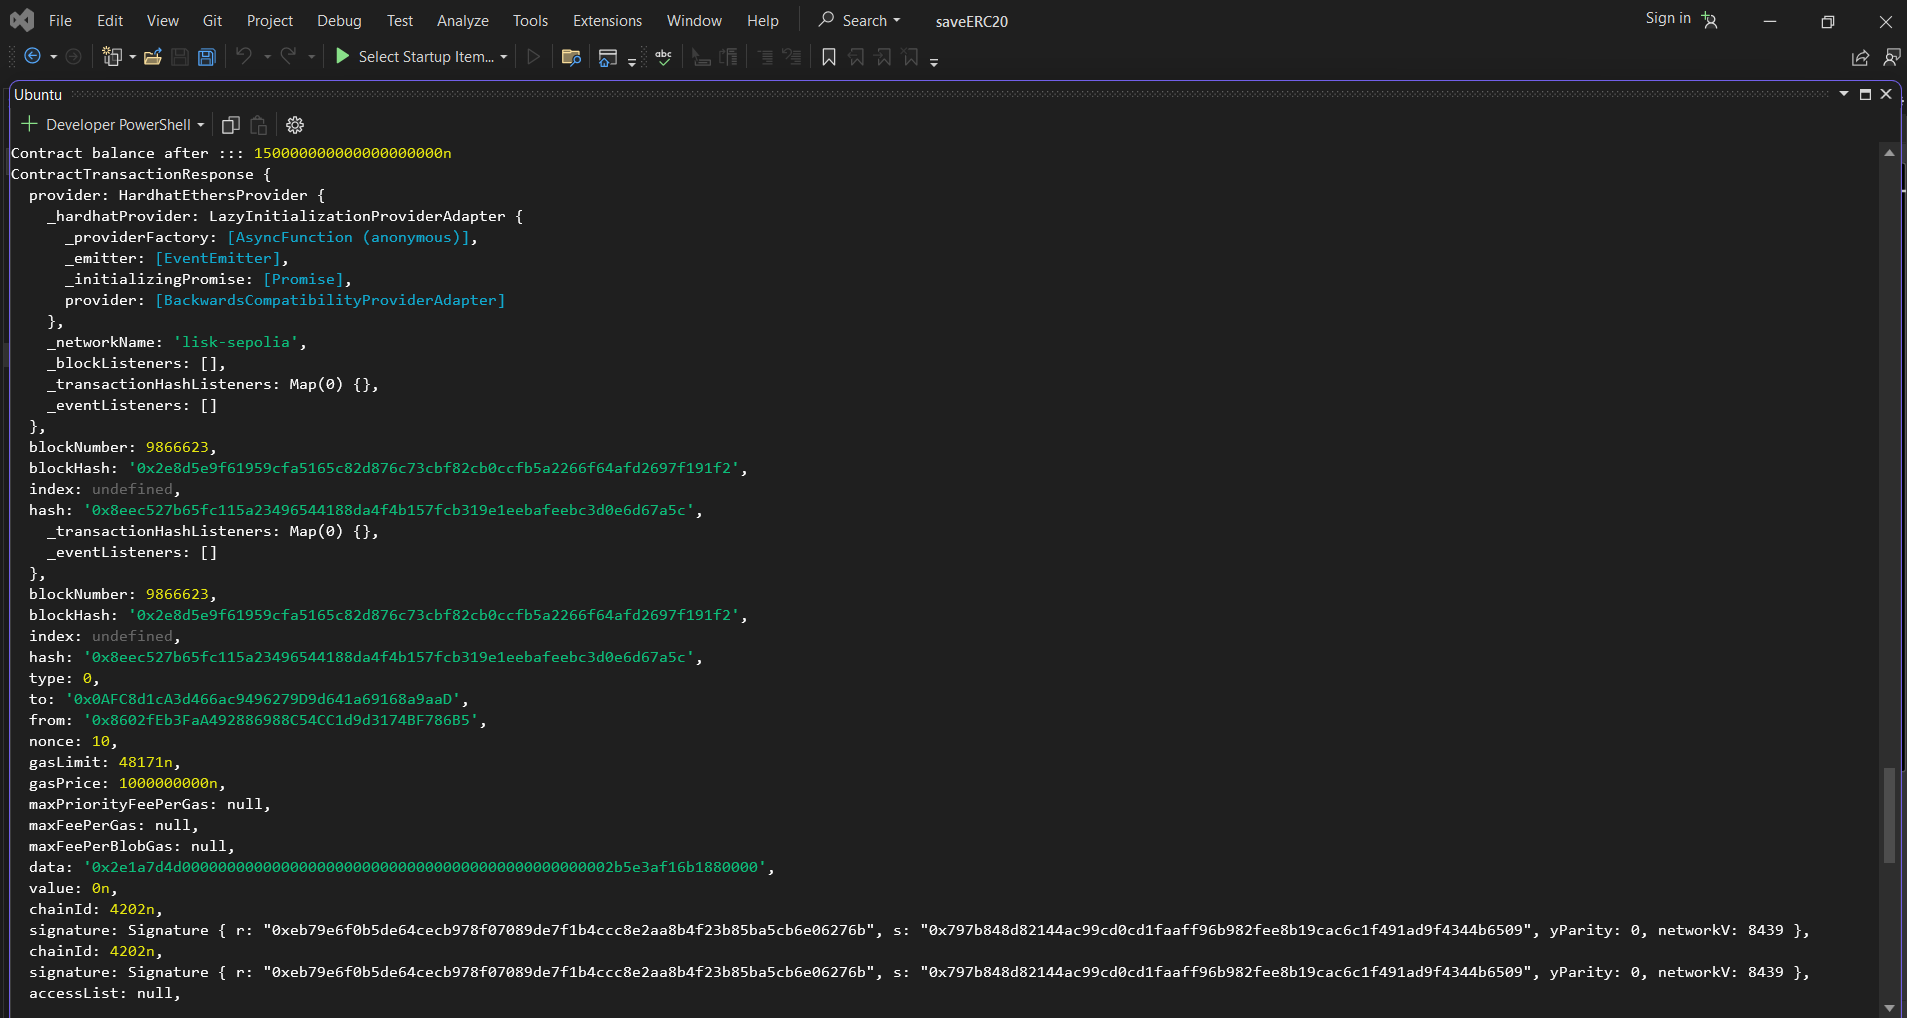 File Edit View Git Project Debug Test Analyze Tools Extensions Window Help Search saveERC20 Sign in
Select Startup Item...
Ubuntu
Developer PowerShell
Contract balance after ::: 150000000000000000000n
ContractTransactionResponse {
provider: HardhatEthersProvider {
_hardhatProvider: LazyInitializationProviderAdapter {
_providerFactory: [AsyncFunction (anonymous)],
_emitter: [EventEmitter],
_initializingPromise: [Promise],
provider: [BackwardsCompatibilityProviderAdapter]
},
_networkName: 'lisk-sepolia',
_blockListeners: [],
_transactionHashListeners: Map(0) {},
_eventListeners: []
},
blockNumber: 9866623,
blockHash: '0x2e8d5e9f61959cfa5165c82d876c73cbf82cb0ccfb5a2266f64afd2697f191f2',
index: undefined,
hash: '0x8eec527b65fc115a23496544188da4f4b157fcb319e1eebafeebc3d0e6d67a5c',
_transactionHashListeners: Map(0) {},
_eventListeners: []
},
blockNumber: 9866623,
blockHash: '0x2e8d5e9f61959cfa5165c82d876c73cbf82cb0ccfb5a2266f64afd2697f191f2',
index: undefined,
hash: '0x8eec527b65fc115a23496544188da4f4b157fcb319e1eebafeebc3d0e6d67a5c',
type: 0,
to: '0x0AFC8d1cA3d466ac9496279D9d641a69168a9aaD',
from: '0x8602fEb3FaA492886988C54CC1d9d3174BF786B5',
nonce: 10,
gasLimit: 48171n,
gasPrice: 1000000000n,
maxPriorityFeePerGas: null,
maxFeePerGas: null,
maxFeePerBlobGas: null,
data: '0x2e1a7d4d000000000000000000000000000000000000000000000002b5e3af16b1880000',
value: 0n,
chainId: 4202n,
signature: Signature { r: "0xeb79e6f0b5de64cecb978f07089de7f1b4ccc8e2aa8b4f23b85ba5cb6e06276b", s: "0x797b848d82144ac99cd0cd1faaff96b982fee8b19cac6c1f491ad9f4344b6509", yParity: 0, networkV: 8439 },
chainId: 4202n,
signature: Signature { r: "0xeb79e6f0b5de64cecb978f07089de7f1b4ccc8e2aa8b4f23b85ba5cb6e06276b", s: "0x797b848d82144ac99cd0cd1faaff96b982fee8b19cac6c1f491ad9f4344b6509", yParity: 0, networkV: 8439 },
accessList: null,